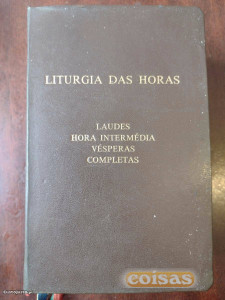 LITURGIA DAS HORAS
LAUDES
HORA INTERMÉDIA
VÉSPERAS
COMPLETAS
coisas